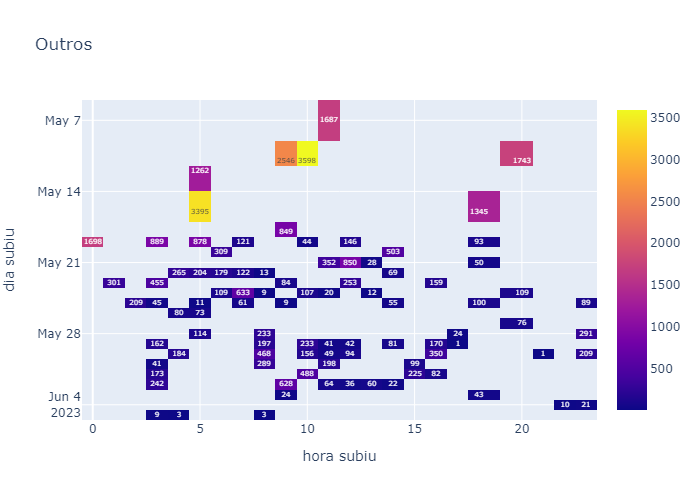 Outros
1687
May 7
3500
2546 3598 1743
3000
1262
May 14
3395 1345
2500
849
1698 889 878 121 44 146 93
2000
309 503
May 21
352 850 28 50
265 204 179 122 13 69
1500
301 455 84 253 159
109 633 9 107 20 12 109
209 45 11 61 9 55 100 89
1000
80 73
76
May 28
114 233 24 291
162 197 233 41 42 81 170 1
184 468 156 49 94 350 1 209
500
41 289 198 99
173 488 225 82
242 628 64 36 60 22
Jun 4
24 43
10 21
2023
9 3 3
0 5 10 15 20
hora subiu
dia subiu